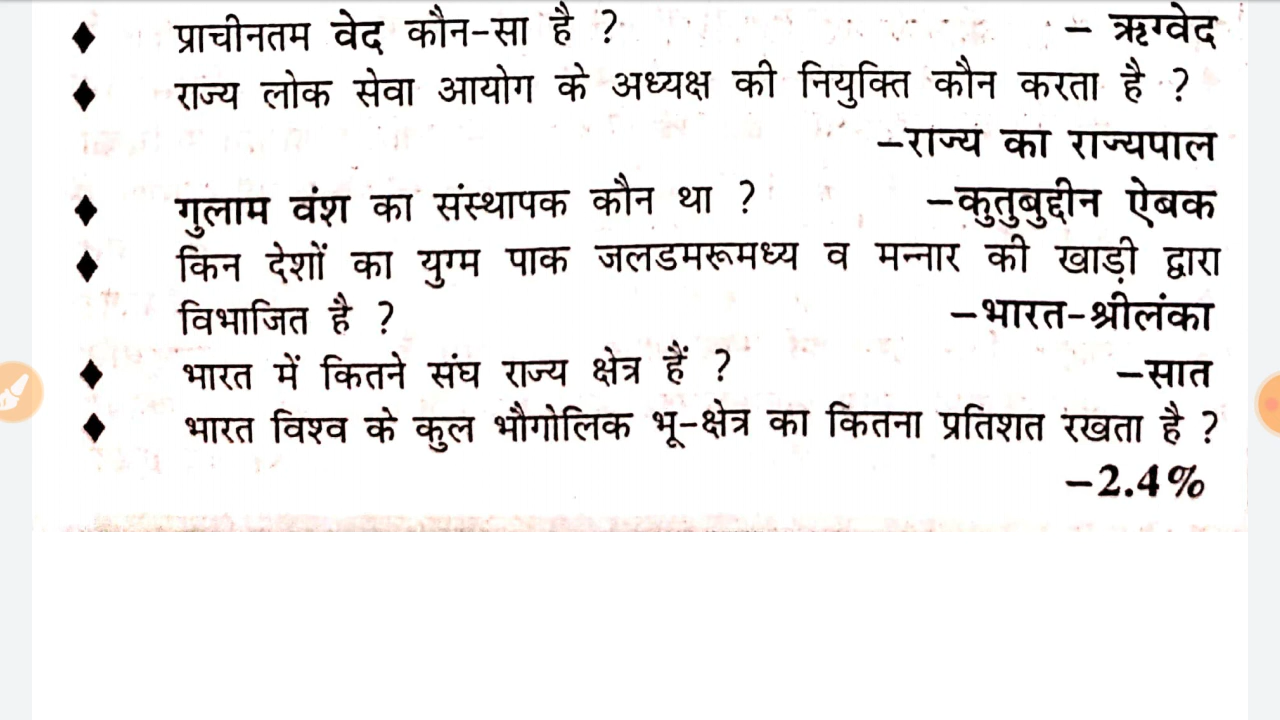 ♦ प्राचीनतम वेद कौन-सा है ? – ऋग्वेद
♦ राज्य लोक सेवा आयोग के अध्यक्ष की नियुक्ति कौन करता है ?
–राज्य का राज्यपाल
♦ गुलाम वंश का संस्थापक कौन था ? –कुतुबुद्दीन ऐबक
♦ किन देशों का युग्म पाक जलडमरूमध्य व मन्नार की खाड़ी द्वारा
विभाजित है ? –भारत-श्रीलंका
♦ भारत में कितने संघ राज्य क्षेत्र हैं ? –सात
♦ भारत विश्व के कुल भौगोलिक भू-क्षेत्र का कितना प्रतिशत रखता है ?
–2.4%